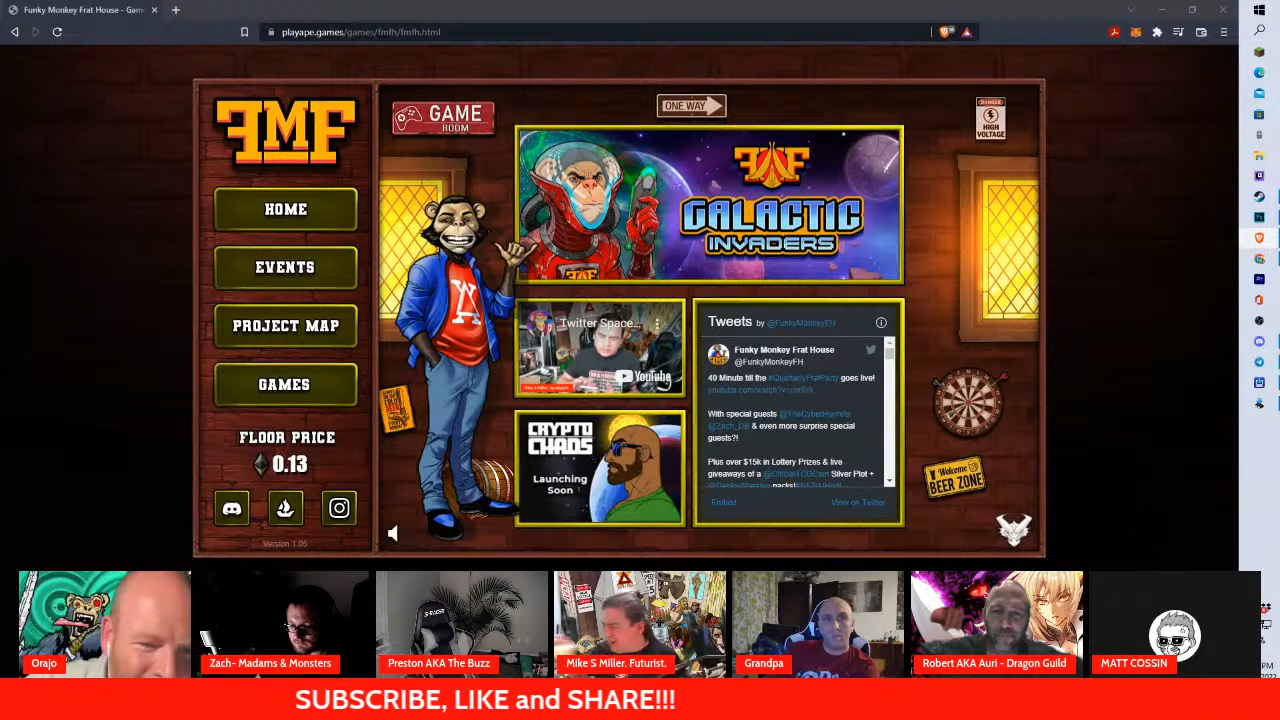 Funky Monkey Frat House - Gam
playape.games/games/fmfh/fmfh.html
FMF
HOME
EVENTS
PROJECT MAP
GAMES
FLOOR PRICE
0.13
Version 1.05
GAME
ROOM
ONE WAY
DANGER
HIGH
VOLTAGE
FMF
GALACTIC
INVADERS
Twitter Space...
YouTube
CRYPTO
CHAOS
Launching
Soon
Tweets by @FunkyMonkeyFH
Funky Monkey Frat House
@FunkyMonkeyFH
40 Minute till the #QuarterlyFratParty goes live!
With special guests @TheCyberHornets
@Zach_DB & even more surprise special
guests?!
Plus over $15k in Lottery Prizes & live
giveaways of a @OfficialTCGCoin Silver Plot +
Embed
View on Twitter
Welcome
BEER ZONE
Orajo
Zach- Madams & Monsters
Preston AKA The Buzz
Mike S Miller. Futurist.
Grandpa
Robert AKA Auri - Dragon Guild
MATT COSSIN
SUBSCRIBE, LIKE and SHARE!!!